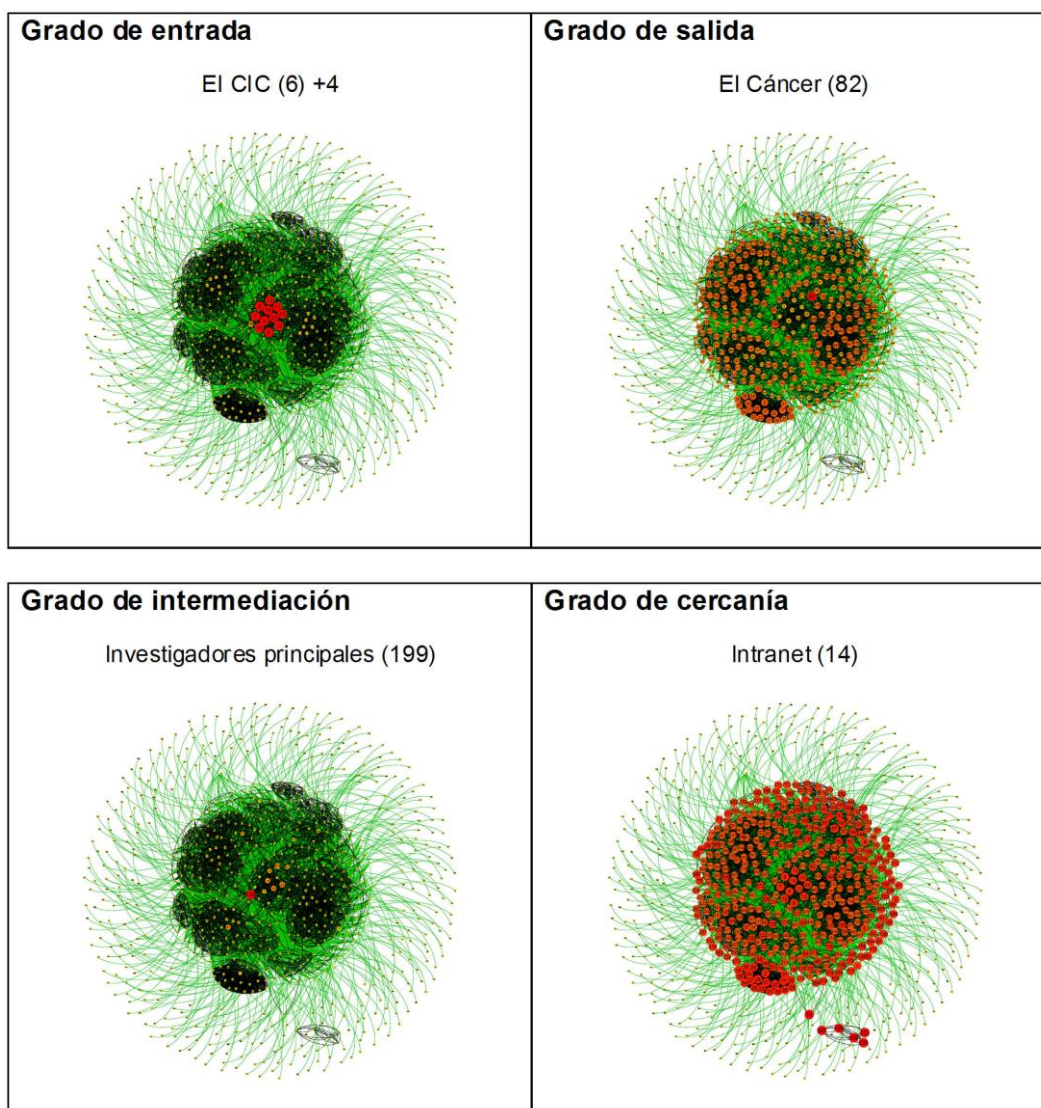 Grado de entrada
El CIC (6) +4
Grado de salida
El Cáncer (82)
Grado de intermediación
Investigadores principales (199)
Grado de cercanía
Intranet (14)